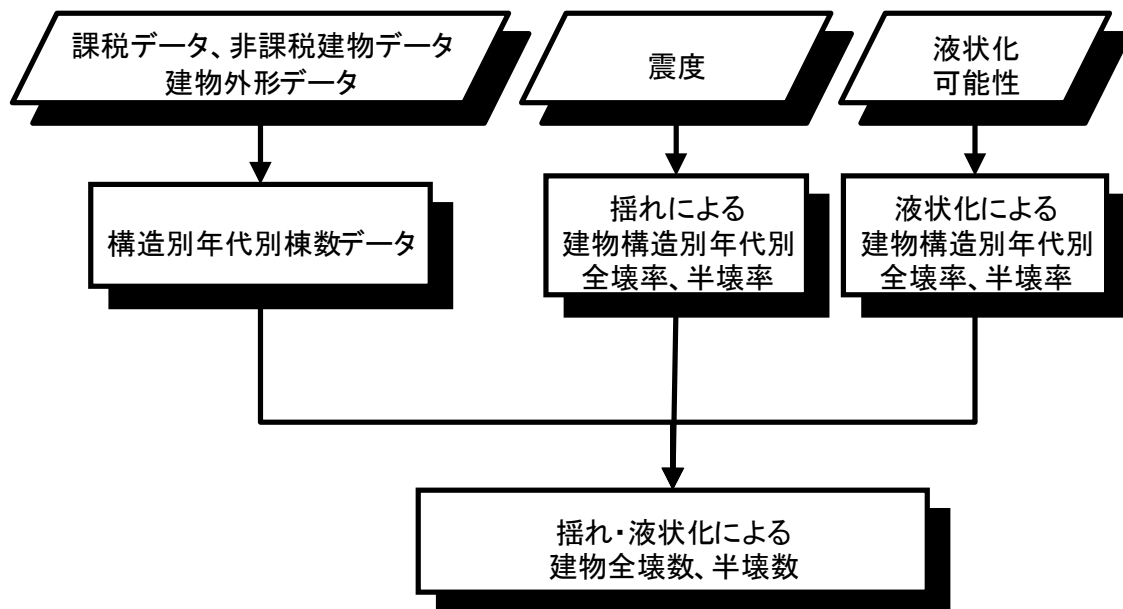 課税データ、非課税建物データ
建物外形データ
震度
液状化
可能性
構造別年代別棟数データ
揺れによる
建物構造別年代別
全壊率、半壊率
液状化による
建物構造別年代別
全壊率、半壊率
揺れ・液状化による
建物全壊数、半壊数